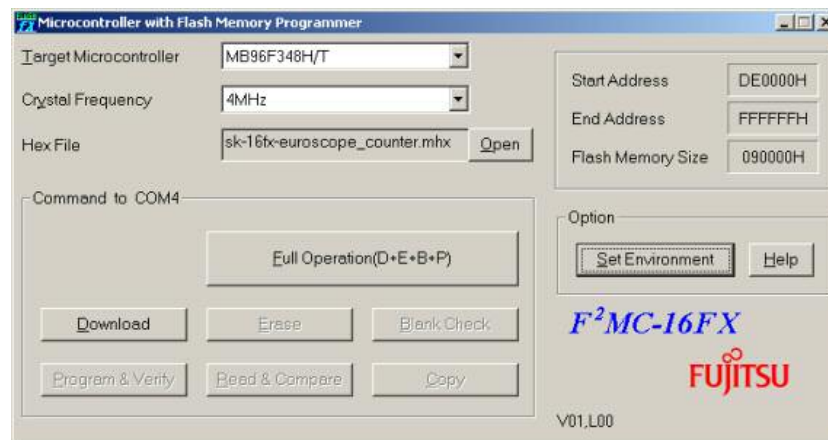 Microcontroller with Flash Memory Programmer
Target Microcontroller MB96F348H/T
Crystal Frequency 4MHz
Hex File sk-16fx-euroscope_counter.mhx Open
Start Address DE0000H
End Address FFFFFFH
Flash Memory Size 090000H
Command to COM4
Full Operation(D+E+B+P)
Download Erase Blank Check
Program & Verify Read & Compare Copy
Option
Set Environment Help
F²MC-16FX
FUJITSU
V01,L00